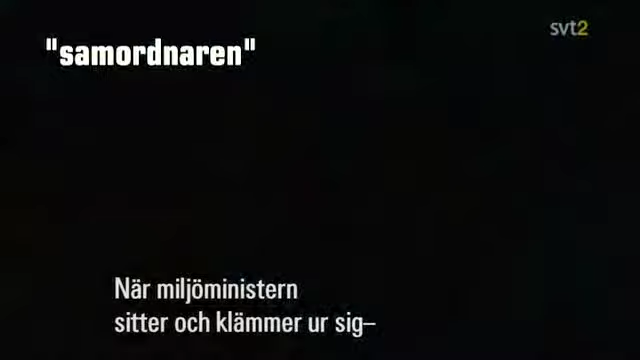 "samordnaren"
svt2
När miljöministern
sitter och klämmer ur sig–